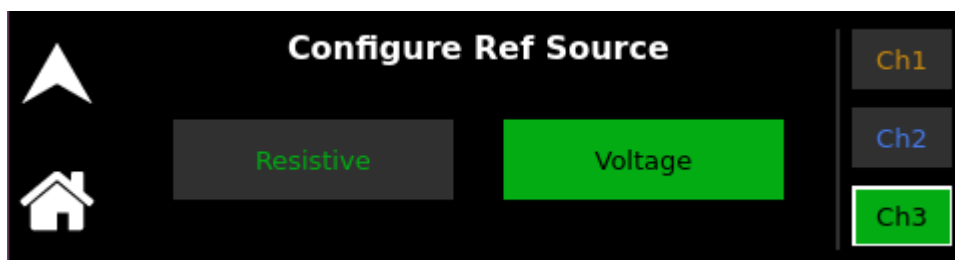 Configure Ref Source
Resistive
Voltage
Ch1
Ch2
Ch3